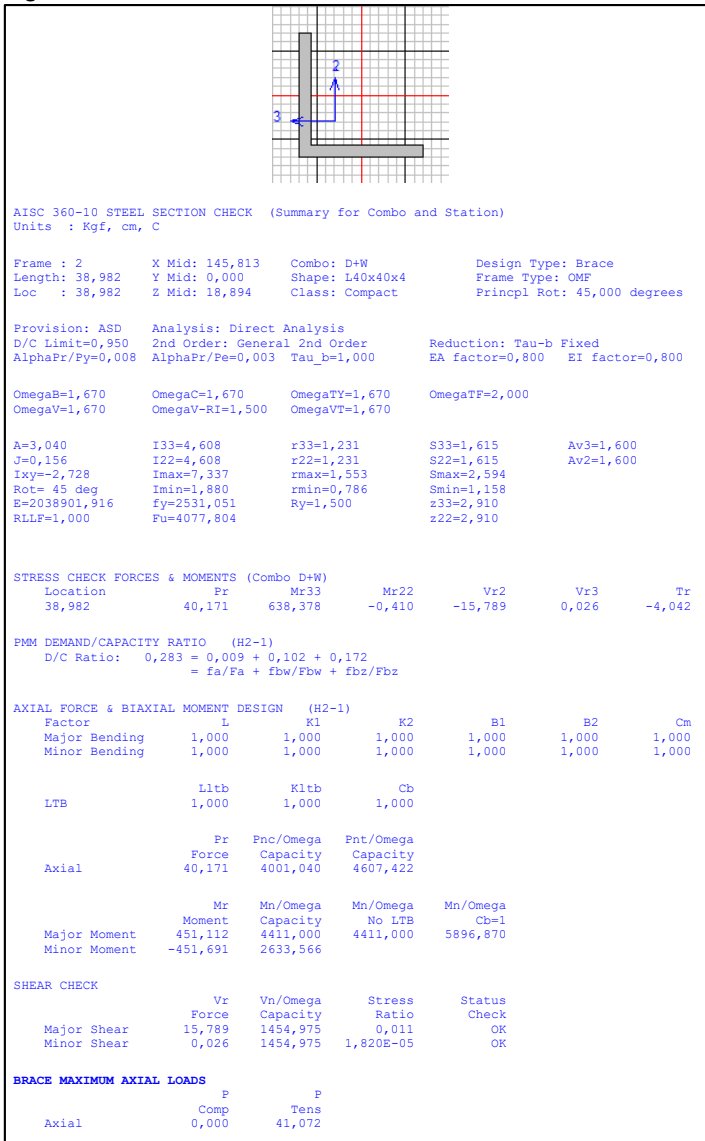 2
3
AISC 360-10 STEEL SECTION CHECK (Summary for Combo and Station)
Units : Kgf, cm, C
Frame : 2 X Mid: 145,813 Combo: D+W Design Type: Brace
Length: 38,982 Y Mid: 0,000 Shape: L40x40x4 Frame Type: OMF
Loc : 38,982 Z Mid: 18,894 Class: Compact Princpl Rot: 45,000 degrees
Provision: ASD Analysis: Direct Analysis
D/C Limit=0,950 2nd Order: General 2nd Order Reduction: Tau-b Fixed
AlphaPr/Py=0,008 AlphaPr/Pe=0,003 Tau_b=1,000 EA factor=0,800 EI factor=0,800
OmegaB=1,670 OmegaC=1,670 OmegaTY=1,670 OmegaTF=2,000
OmegaV=1,670 OmegaV-RI=1,500 OmegaVT=1,670
A=3,040 I33=4,608 r33=1,231 S33=1,615 Av3=1,600
J=0,156 I22=4,608 r22=1,231 S22=1,615 Av2=1,600
Ixy=-2,728 Imax=7,337 rmax=1,553 Smax=2,594
Rot= 45 deg Imin=1,880 rmin=0,786 Smin=1,158
E=2038901,916 fy=2531,051 Ry=1,500 z33=2,910
RLLF=1,000 Fu=4077,804 z22=2,910
STRESS CHECK FORCES & MOMENTS (Combo D+W)
Location Pr Mr33 Mr22 Vr2 Vr3 Tr
38,982 40,171 638,378 -0,410 -15,789 0,026 -4,042
PMM DEMAND/CAPACITY RATIO (H2-1)
D/C Ratio: 0,283 = 0,009 + 0,102 + 0,172
= fa/Fa + fbw/Fbw + fbz/Fbz
AXIAL FORCE & BIAXIAL MOMENT DESIGN (H2-1)
Factor L K1 K2 B1 B2 Cm
Major Bending 1,000 1,000 1,000 1,000 1,000 1,000
Minor Bending 1,000 1,000 1,000 1,000 1,000 1,000
Lltb Kltb Cb
LTB 1,000 1,000 1,000
Pr Pnc/Omega Pnt/Omega
Force Capacity Capacity
Axial 40,171 4001,040 4607,422
Mr Mn/Omega Mn/Omega Mn/Omega
Moment Capacity No LTB Cb=1
Major Moment 451,112 4411,000 4411,000 5896,870
Minor Moment -451,691 2633,566
SHEAR CHECK
Vr Vn/Omega Stress Status
Force Capacity Ratio Check
Major Shear 15,789 1454,975 0,011 OK
Minor Shear 0,026 1454,975 1,820E-05 OK
BRACE MAXIMUM AXIAL LOADS
P P
Comp Tens
Axial 0,000 41,072